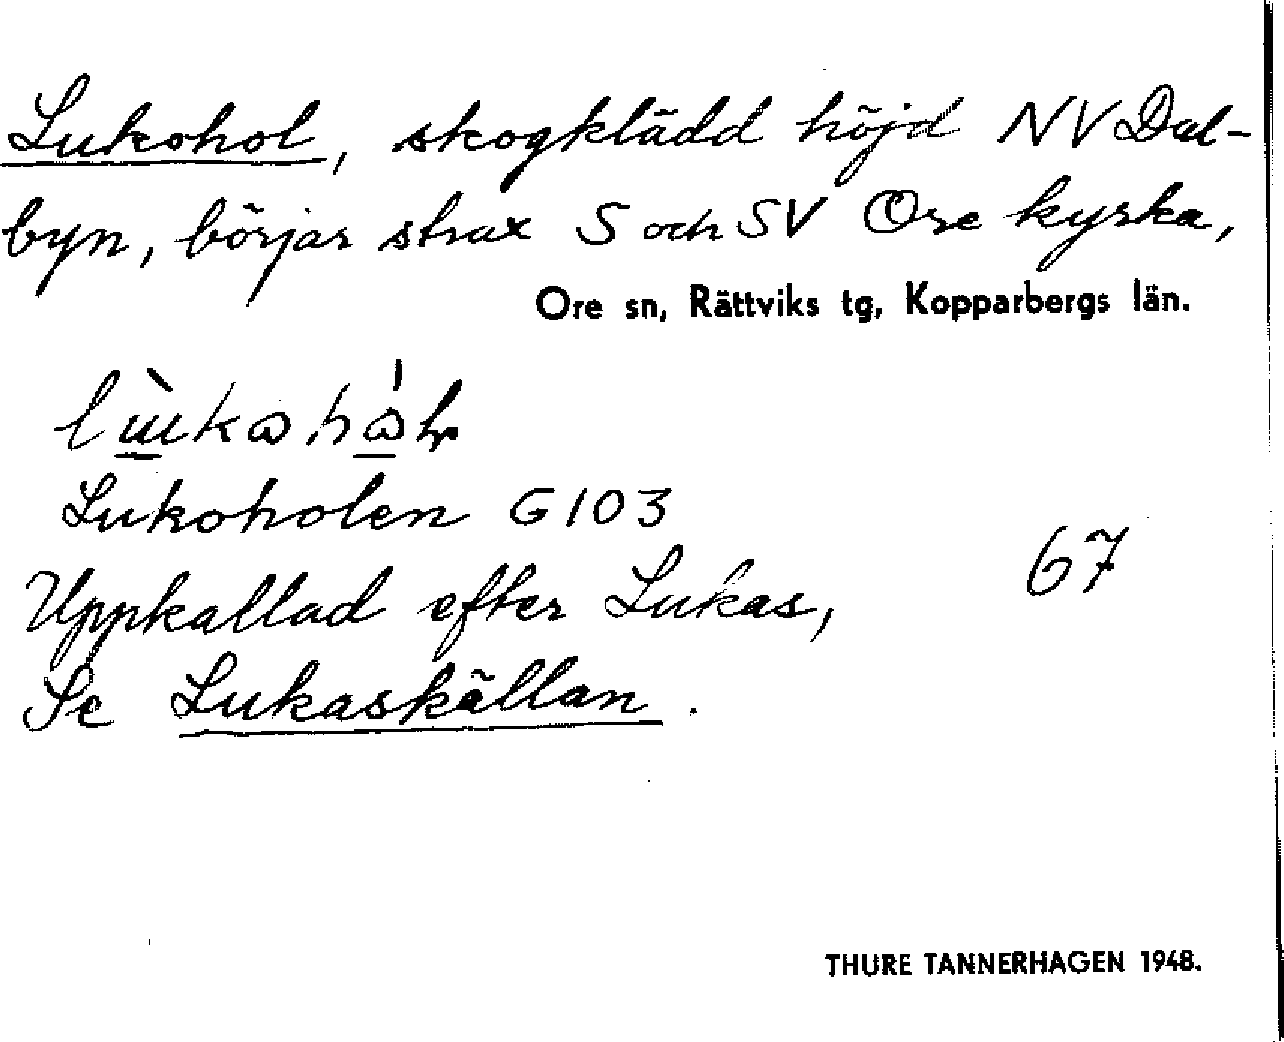 Lukohol, skogklädd höjd NV Dal-
byn, börjar strax S och SV Ore kyrka,
Ore sn, Rättviks tg, Kopparbergs län.
Lukoholen G103
67
Uppkallad efter Lukas,
Se Lukaskällan.
THURE TANNERHAGEN 1948.